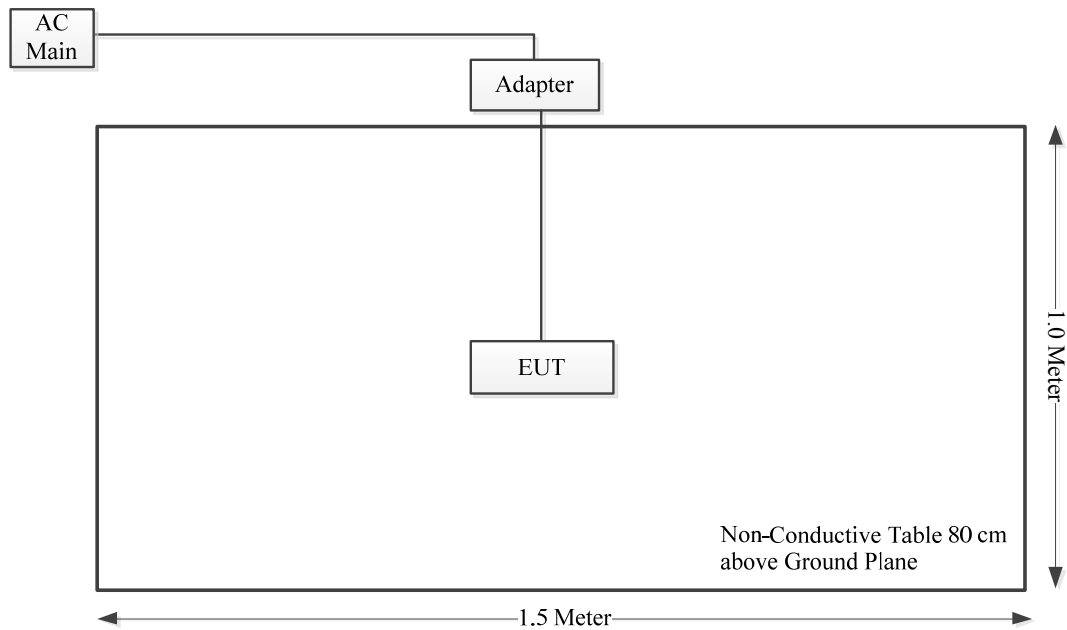 AC
Main
Adapter
EUT
1.0 Meter
Non-Conductive Table 80 cm
above Ground Plane
1.5 Meter